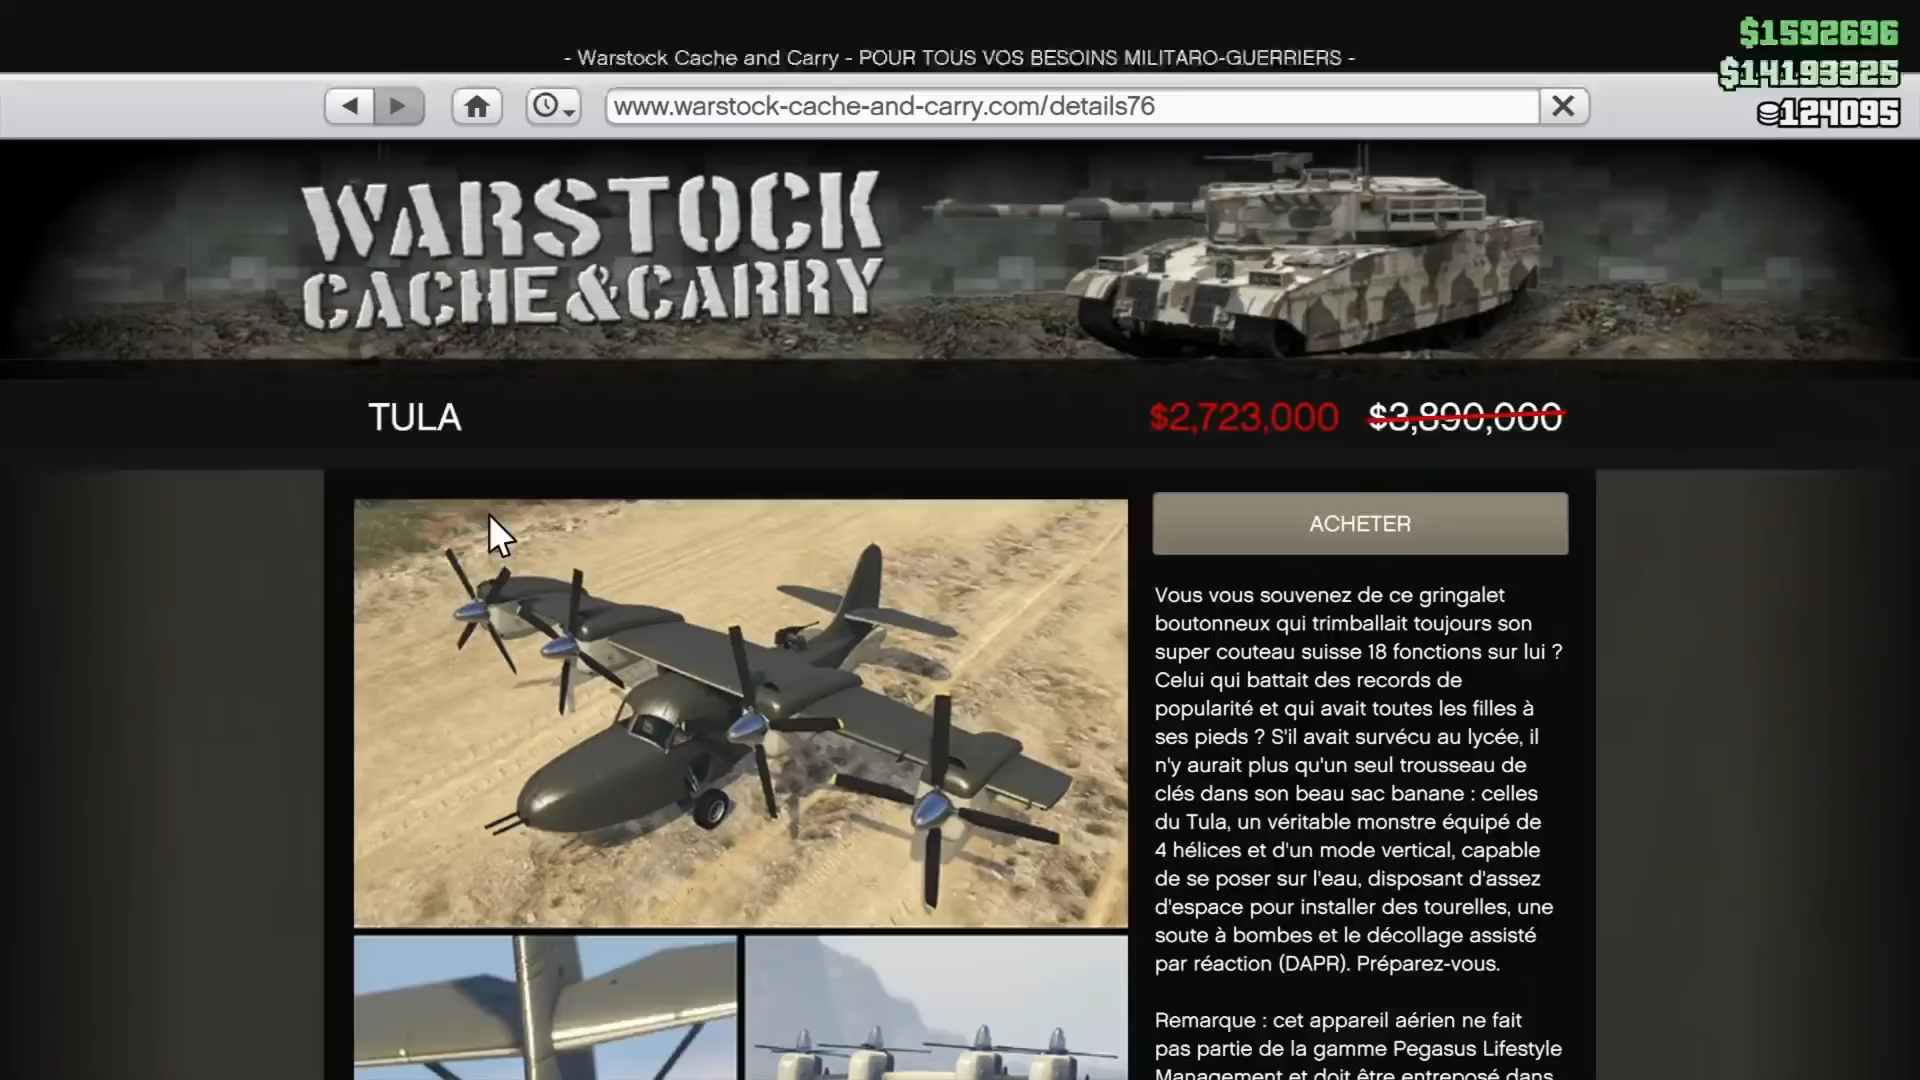 - Warstock Cache and Carry - POUR TOUS VOS BESOINS MILITARO-GUERRIERS -
$1592696
$14193325
124095
www.warstock-cache-and-carry.com/details76
WARSTOCK
CACHE&CARRY
TULA
$2,723,000 $3,890,000
ACHETER
Vous vous souvenez de ce gringalet
boutonneux qui trimballait toujours son
super couteau suisse 18 fonctions sur lui ?
Celui qui battait des records de
popularité et qui avait toutes les filles à
ses pieds ? S'il avait survécu au lycée, il
n'y aurait plus qu'un seul trousseau de
clés dans son beau sac banane : celles
du Tula, un véritable monstre équipé de
4 hélices et d'un mode vertical, capable
de se poser sur l'eau, disposant d'assez
d'espace pour installer des tourelles, une
soute à bombes et le décollage assisté
par réaction (DAPR). Préparez-vous.
Remarque : cet appareil aérien ne fait
pas partie de la gamme Pegasus Lifestyle
Management et doit être entreposé dans